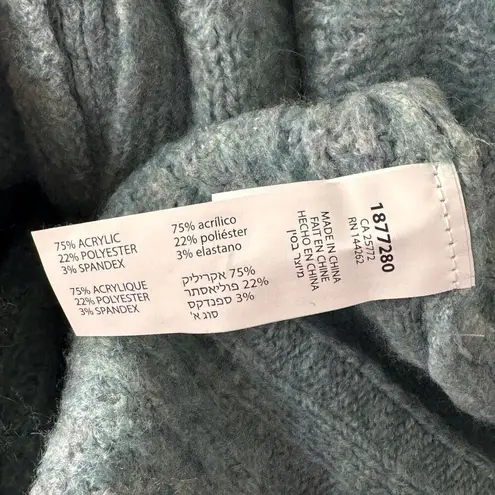 75% ACRYLIC
22% POLYESTER
3% SPANDEX
75% ACRYLIQUE
22% POLYESTER
3% SPANDEX
75% acrílico
22% poliéster
3% elastano
75% אקריליק
22% פוליאסתר
3% ספנדקס
סוג א'
1877280
CA 25772
RN 144262
MADE IN CHINA
FAIT EN CHINE
HECHO EN CHINA
מיוצר בסין